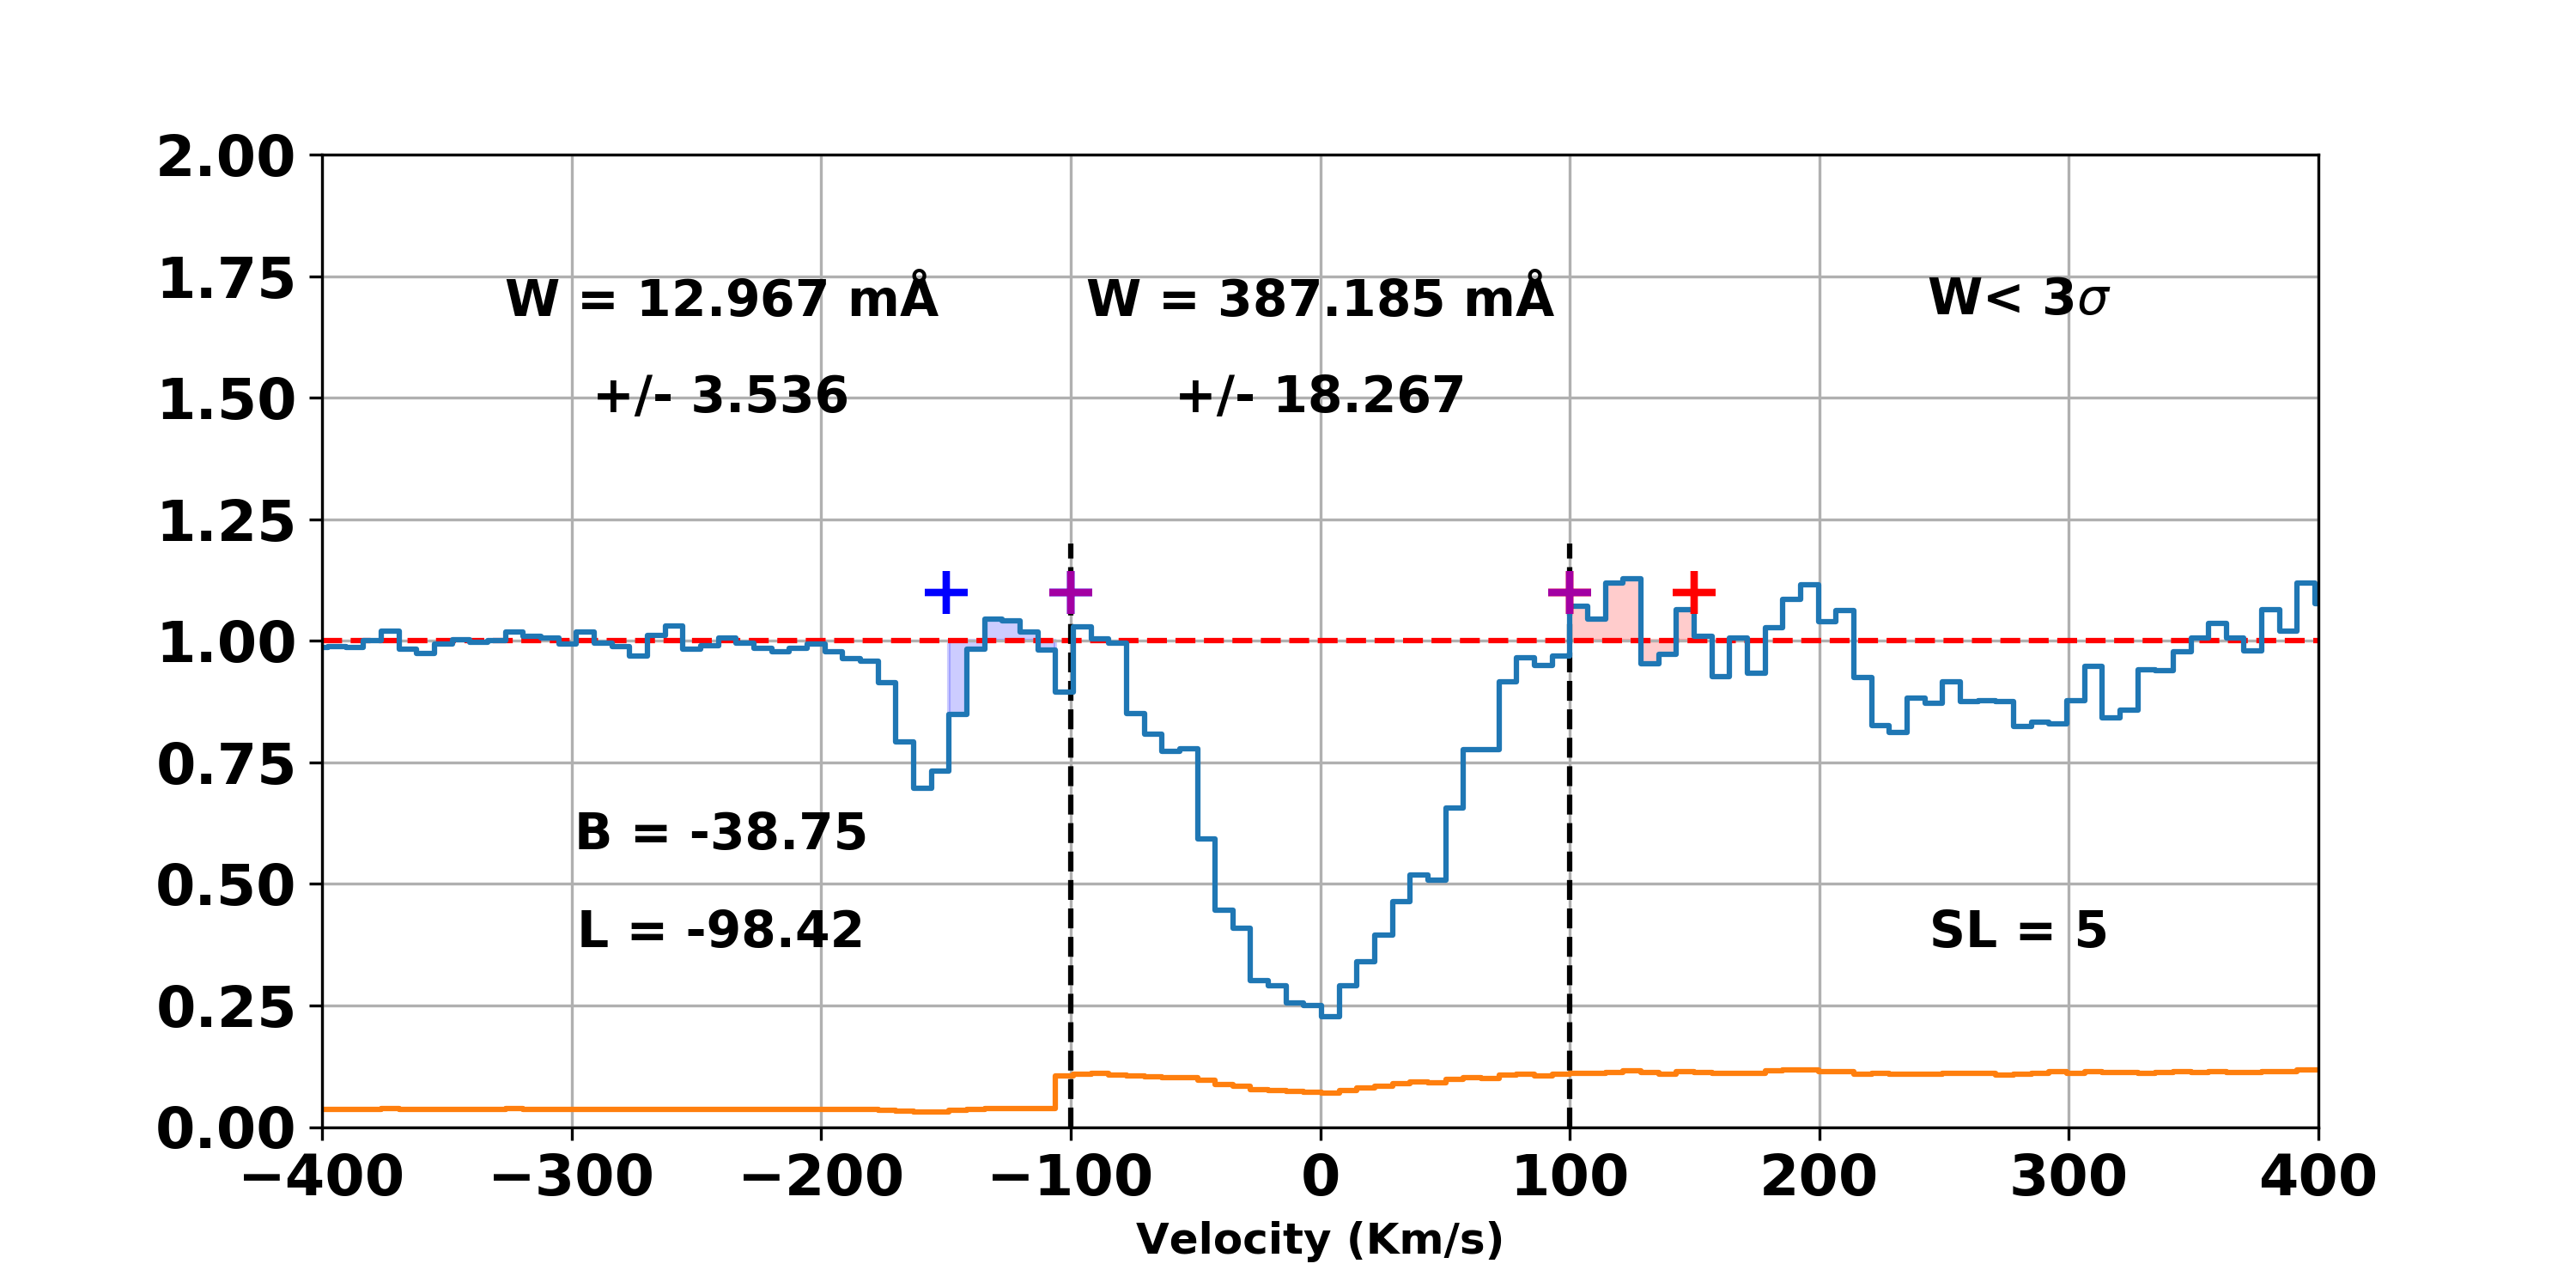 2.00
1.75
1.50
1.25
1.00
0.75
0.50
0.25
0.00
W = 12.967 mÅ
+/- 3.536
W = 387.185 mÅ
+/- 18.267
W< 3σ
B = -38.75
L = -98.42
SL = 5
−400 −300 −200 −100 0 100 200 300 400
Velocity (Km/s)